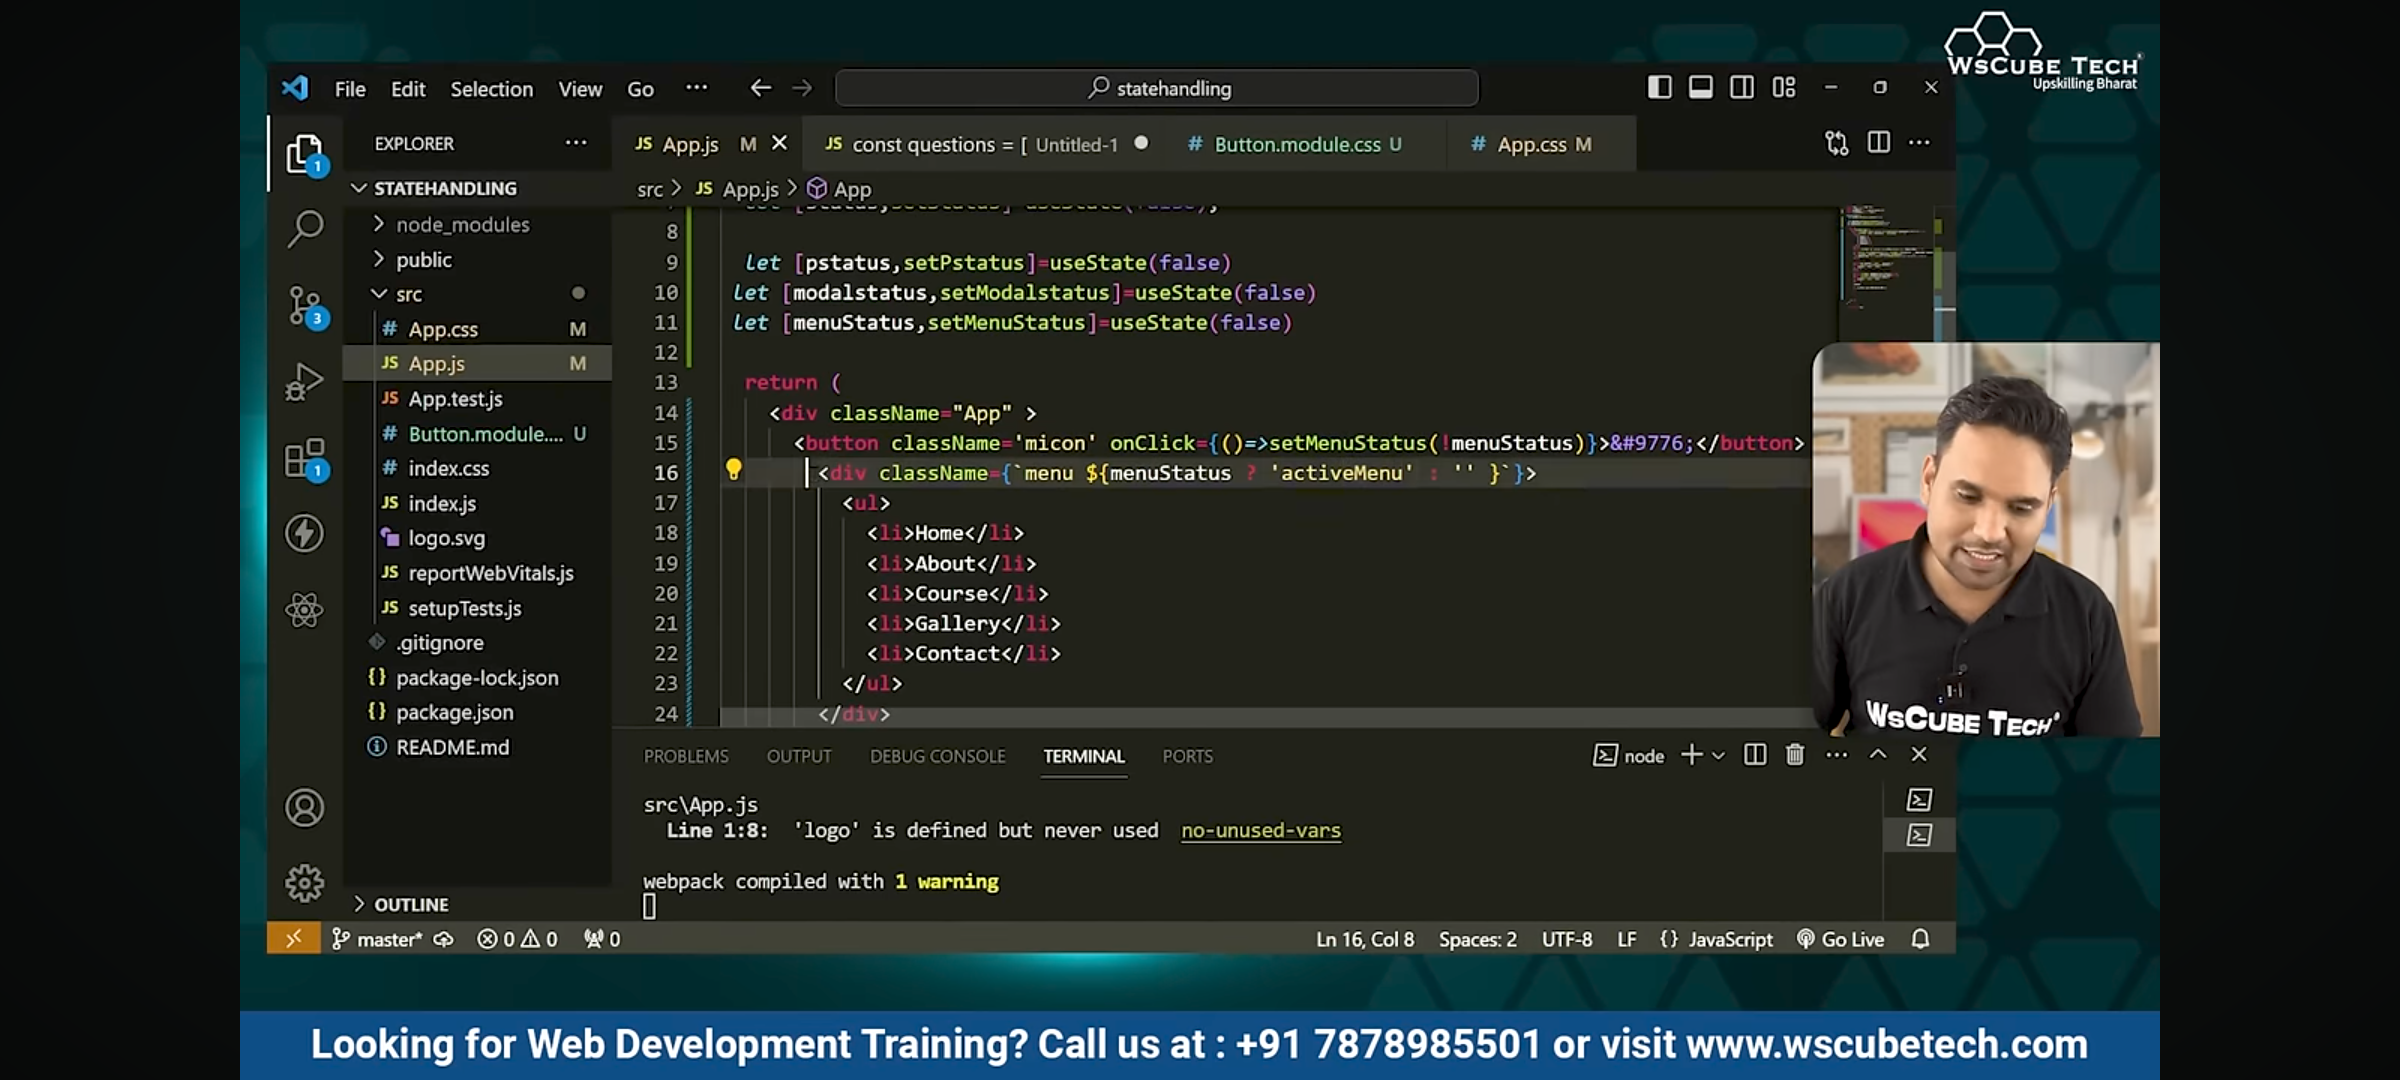 WSCUBE TECH
Upskilling Bharat
File Edit Selection View Go ··· statehandling
EXPLORER
JS App.js M
JS const questions = [ Untitled-1
# Button.module.css U
# App.css M
STATEHANDLING
src > JS App.js > App
node_modules
public
src
# App.css M
JS App.js M
JS App.test.js
# Button.module.... U
# index.css
JS index.js
logo.svg
JS reportWebVitals.js
JS setupTests.js
.gitignore
{} package-lock.json
{} package.json
README.md
OUTLINE
1
3
1
8
9 let [pstatus,setPstatus]=useState(false)
10 let [modalstatus,setModalstatus]=useState(false)
11 let [menuStatus,setMenuStatus]=useState(false)
12
13 return (
14 <div className="App" >
15 <button className='micon' onClick={()=>setMenuStatus(!menuStatus)}>&#9776;</button>
16 <div className={`menu ${menuStatus ? 'activeMenu' : '' }`}>
17 <ul>
18 <li>Home</li>
19 <li>About</li>
20 <li>Course</li>
21 <li>Gallery</li>
22 <li>Contact</li>
23 </ul>
24 </div>
WSCUBE TECH
PROBLEMS OUTPUT DEBUG CONSOLE TERMINAL PORTS node
src\App.js
Line 1:8: 'logo' is defined but never used no-unused-vars
webpack compiled with 1 warning
master* 0 0 0 Ln 16, Col 8 Spaces: 2 UTF-8 LF {} JavaScript Go Live
Looking for Web Development Training? Call us at : +91 7878985501 or visit www.wscubetech.com